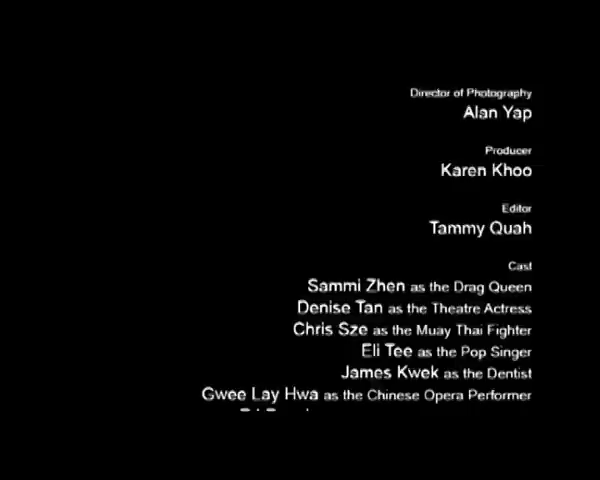 Director of Photography
Alan Yap
Producer
Karen Khoo
Editor
Tammy Quah
Cast
Sammi Zhen as the Drag Queen
Denise Tan as the Theatre Actress
Chris Sze as the Muay Thai Fighter
Eli Tee as the Pop Singer
James Kwek as the Dentist
Gwee Lay Hwa as the Chinese Opera Performer